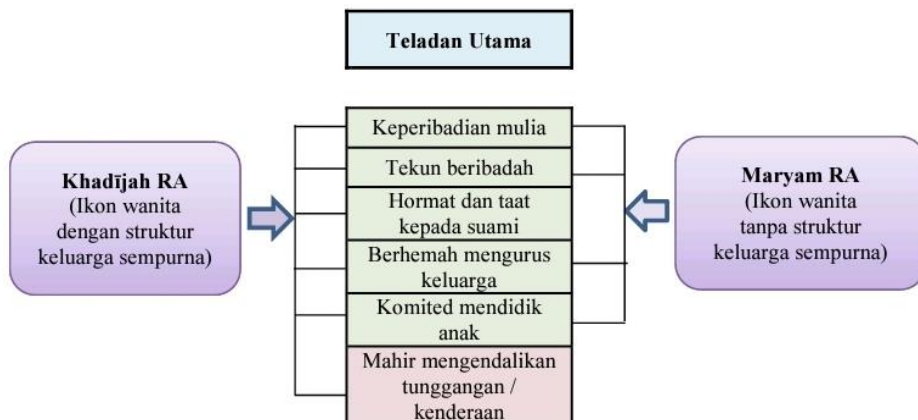 Teladan Utama
Khadījah RA
(Ikon wanita
dengan struktur
keluarga sempurna)
Keperibadian mulia
Tekun beribadah
Hormat dan taat
kepada suami
Berhemah mengurus
keluarga
Komited mendidik
anak
Mahir mengendalikan
tunggangan /
kenderaan
Maryam RA
(Ikon wanita
tanpa struktur
keluarga sempurna)